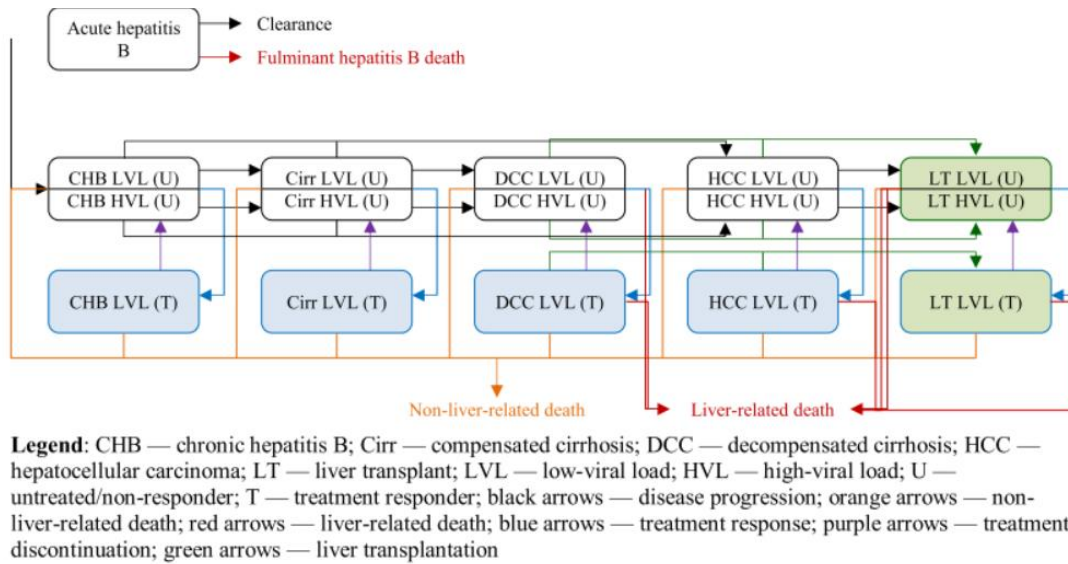 Acute hepatitis
B
Clearance
Fulminant hepatitis B death
CHB LVL (U)
CHB HVL (U)
Cirr LVL (U)
Cirr HVL (U)
DCC LVL (U)
DCC HVL (U)
HCC LVL (U)
HCC HVL (U)
LT LVL (U)
LT HVL (U)
CHB LVL (T)
Cirr LVL (T)
DCC LVL (T)
HCC LVL (T)
LT LVL (T)
Non-liver-related death
Liver-related death
Legend: CHB — chronic hepatitis B; Cirr — compensated cirrhosis; DCC — decompensated cirrhosis; HCC —
hepatocellular carcinoma; LT — liver transplant; LVL — low-viral load; HVL — high-viral load; U —
untreated/non-responder; T — treatment responder; black arrows — disease progression; orange arrows — non-
liver-related death; red arrows — liver-related death; blue arrows — treatment response; purple arrows — treatment
discontinuation; green arrows — liver transplantation